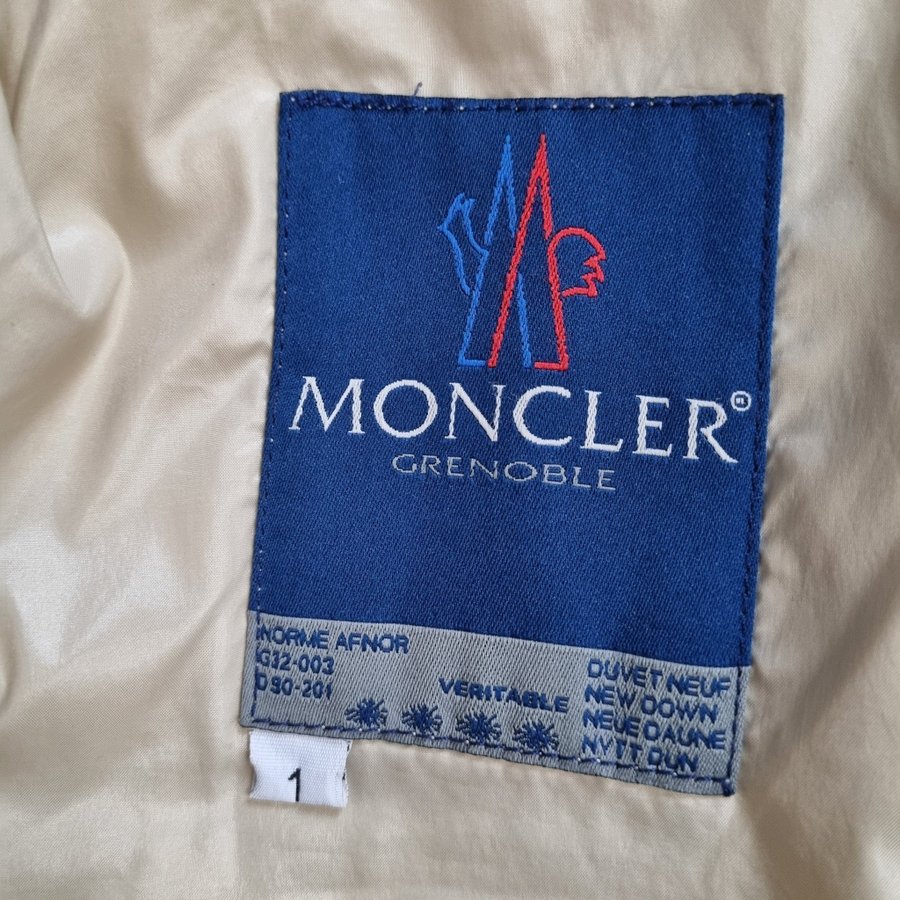 MONCLER®
GRENOBLE
NORME AFNOR
G32-003
D90-201
VERITABLE
DUVET NEUF
NEW DOWN
NEUE DAUNE
NYTT DUN
1